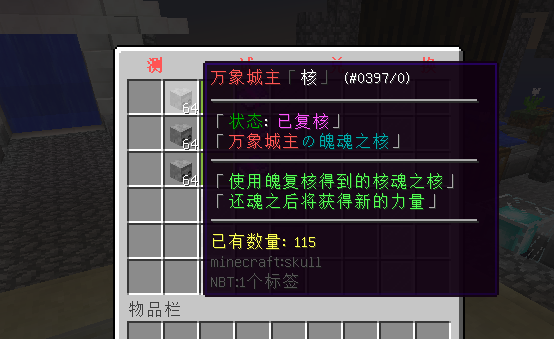 测
万象城主「核」 (#0397/0)
64
「状态: 已复核」
「万象城主の魄魂之核」
64
64
「使用魄复核得到的核魂之核」
「还魂之后将获得新的力量」
已有数量: 115
minecraft:skull
NBT:1个标签
物品栏